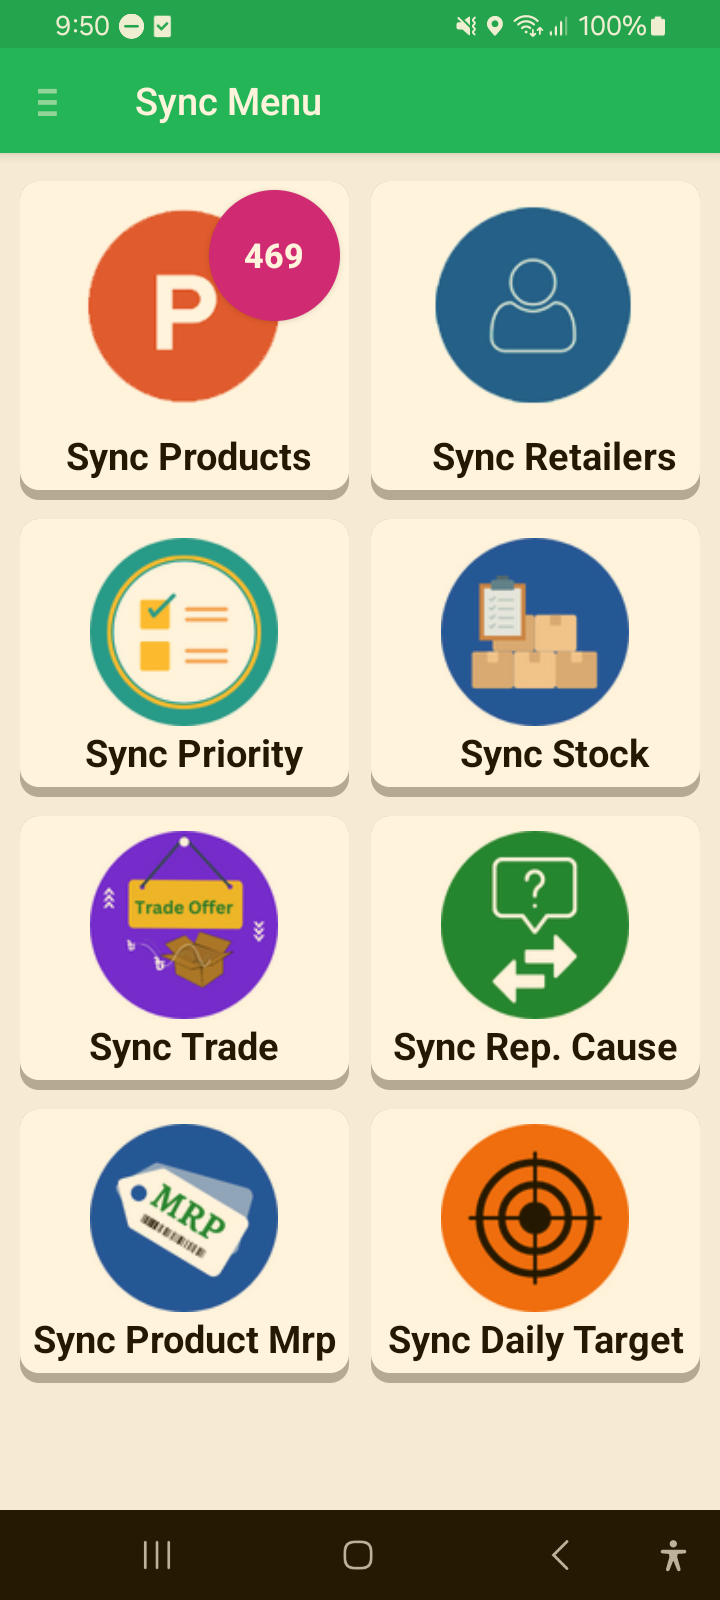 9:50 100%
Sync Menu
P
469
Sync Products
Sync Retailers
Sync Priority
Sync Stock
Trade Offer
৳
৳
Sync Trade
?
Sync Rep. Cause
MRP
Sync Product Mrp
Sync Daily Target